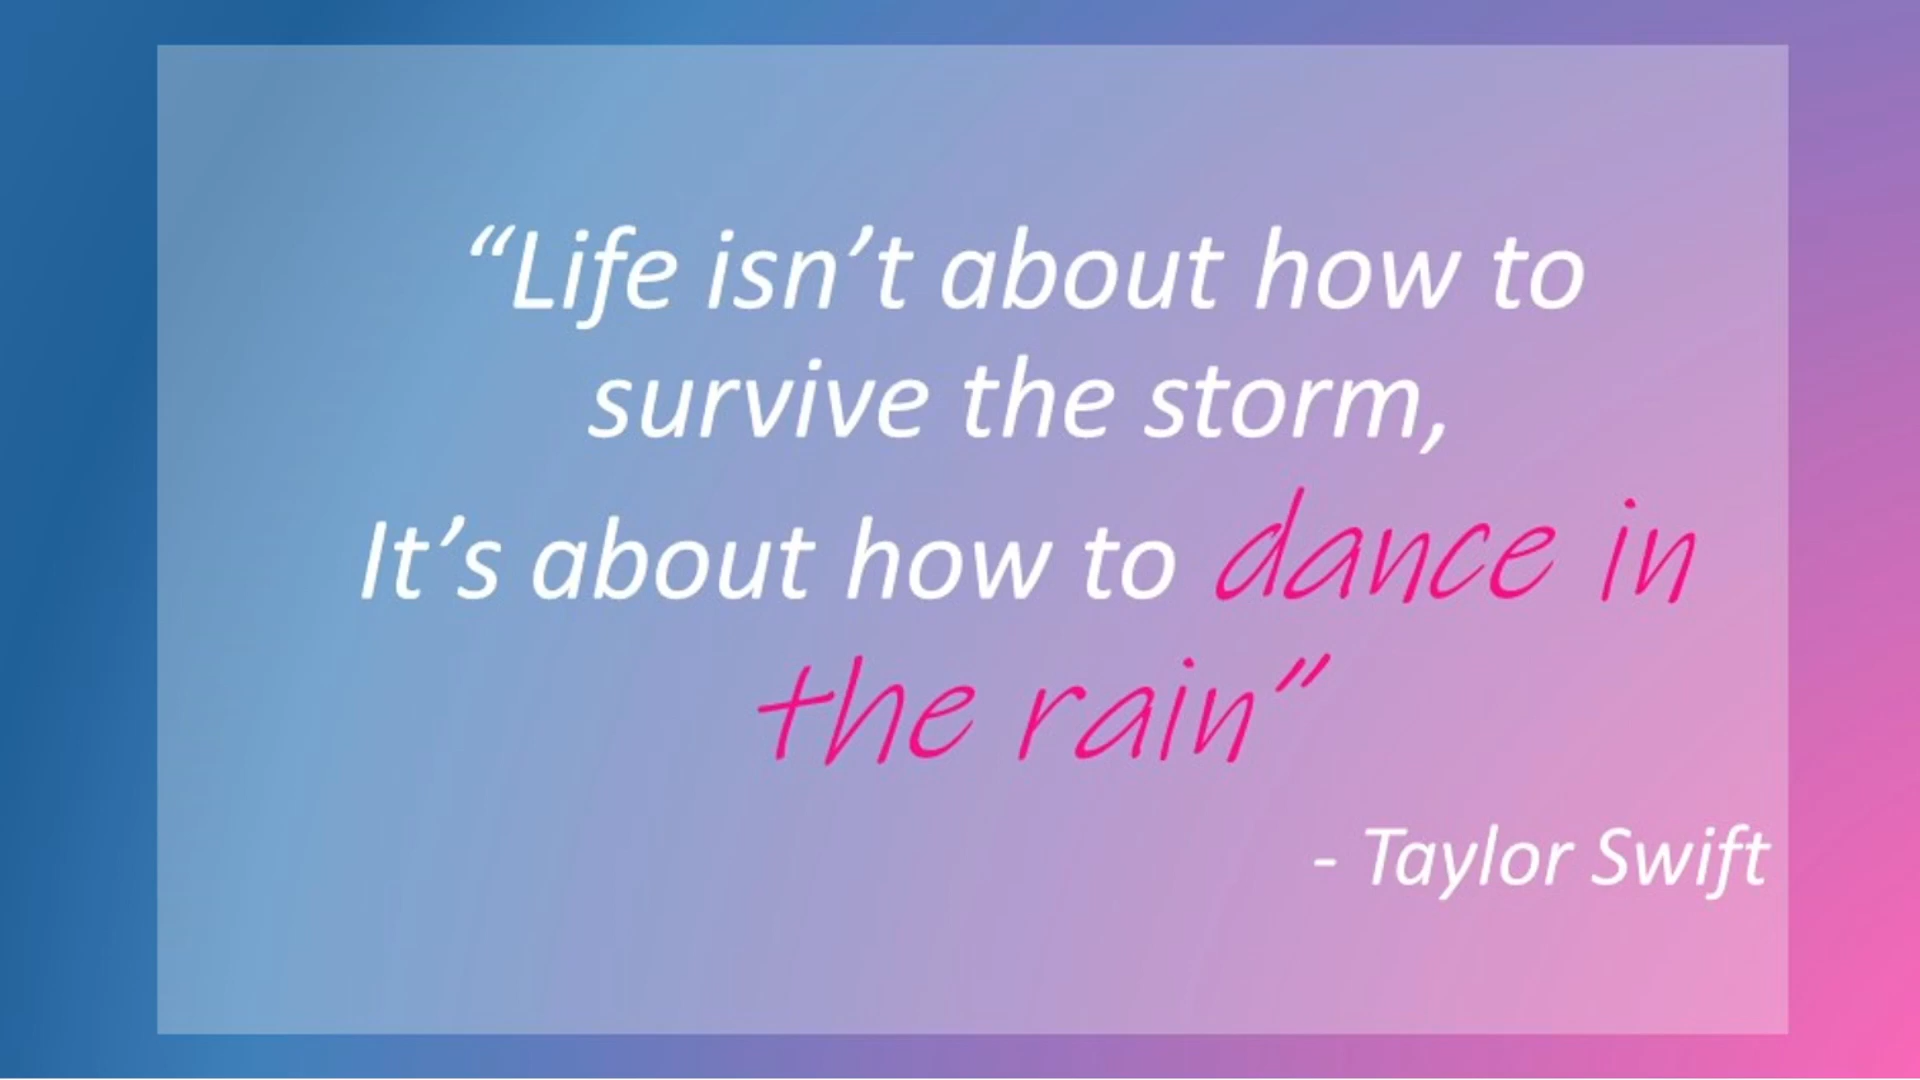 “Life isn’t about how to
survive the storm,
It’s about how to dance in
the rain”
- Taylor Swift